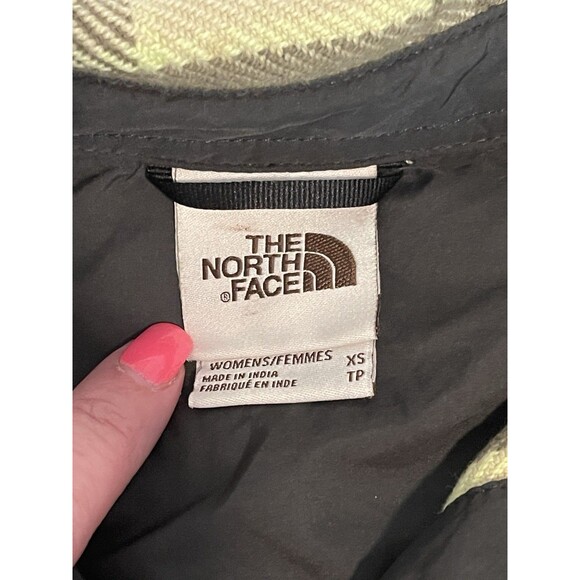 THE
NORTH
® FACE
WOMENS/FEMMES XS
MADE IN INDIA TP
FABRIQUÉ EN INDE